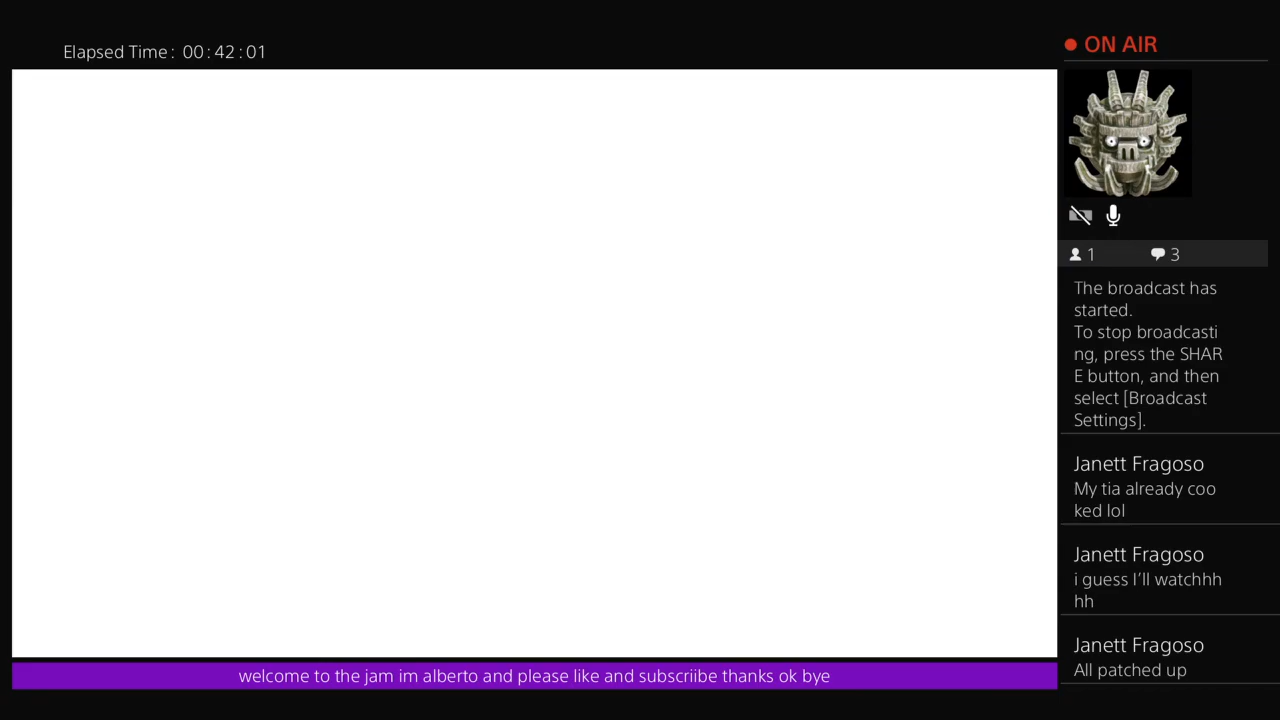 Elapsed Time: 00:42:01
ON AIR
1 3
The broadcast has
started.
To stop broadcasti
ng, press the SHAR
E button, and then
select [Broadcast
Settings].
Janett Fragoso
My tia already coo
ked lol
Janett Fragoso
i guess I'll watchhh
hh
Janett Fragoso
All patched up
welcome to the jam im alberto and please like and subscriibe thanks ok bye